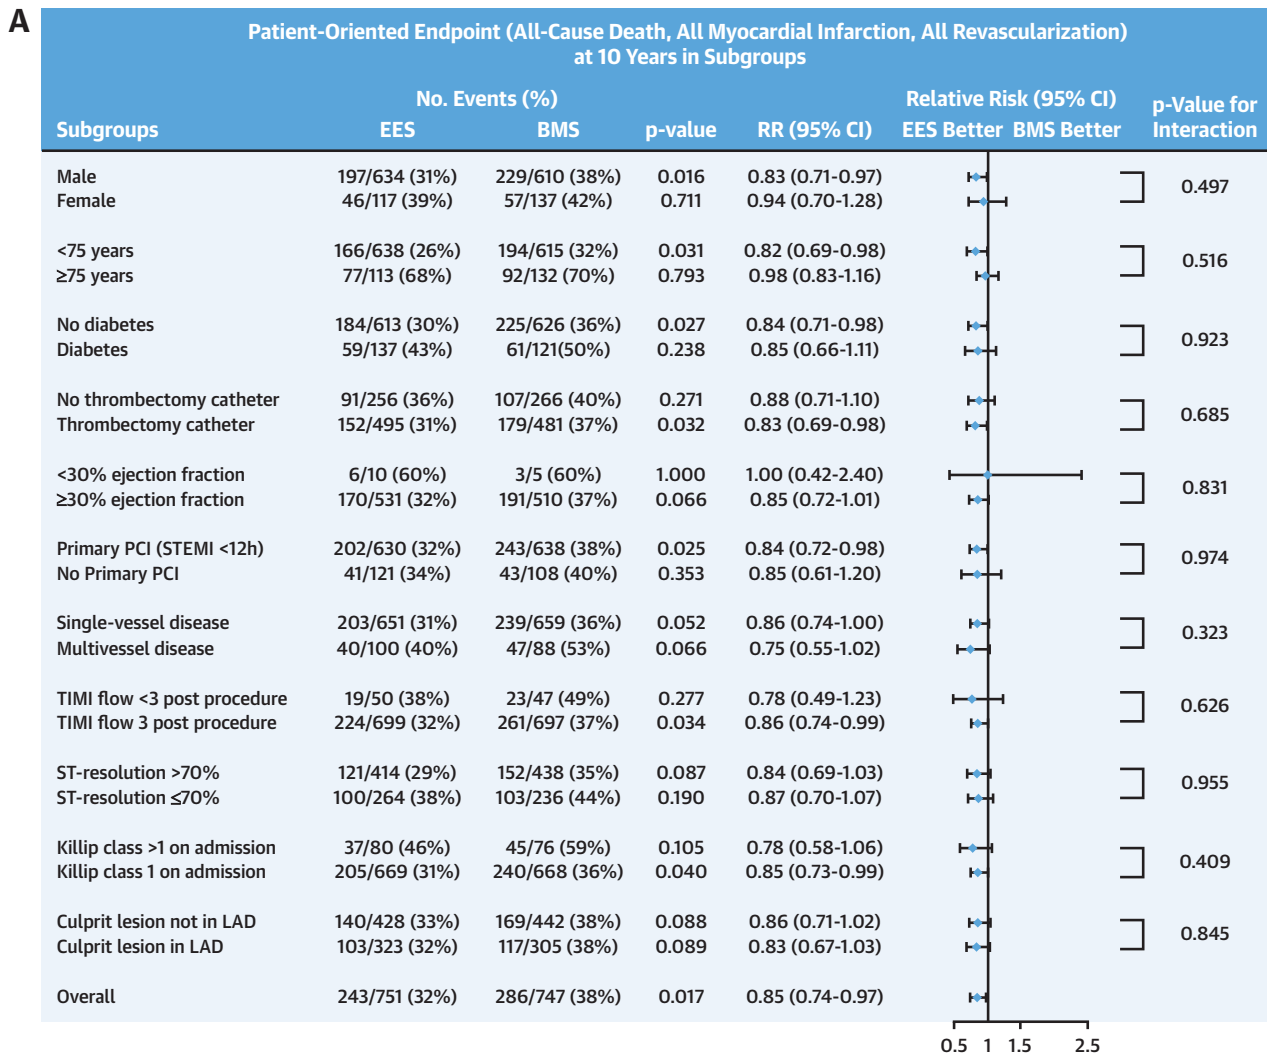 A
Patient-Oriented Endpoint (All-Cause Death, All Myocardial Infarction, All Revascularization)
at 10 Years in Subgroups
No. Events (%) Relative Risk (95% CI) p-Value for
Subgroups EES BMS p-value RR (95% CI) EES Better BMS Better Interaction
Male 197/634 (31%) 229/610 (38%) 0.016 0.83 (0.71-0.97)
0.497
Female 46/117 (39%) 57/137 (42%) 0.711 0.94 (0.70-1.28)
<75 years 166/638 (26%) 194/615 (32%) 0.031 0.82 (0.69-0.98)
0.516
≥75 years 77/113 (68%) 92/132 (70%) 0.793 0.98 (0.83-1.16)
No diabetes 184/613 (30%) 225/626 (36%) 0.027 0.84 (0.71-0.98)
0.923
Diabetes 59/137 (43%) 61/121(50%) 0.238 0.85 (0.66-1.11)
No thrombectomy catheter 91/256 (36%) 107/266 (40%) 0.271 0.88 (0.71-1.10)
0.685
Thrombectomy catheter 152/495 (31%) 179/481 (37%) 0.032 0.83 (0.69-0.98)
<30% ejection fraction 6/10 (60%) 3/5 (60%) 1.000 1.00 (0.42-2.40)
0.831
≥30% ejection fraction 170/531 (32%) 191/510 (37%) 0.066 0.85 (0.72-1.01)
Primary PCI (STEMI <12h) 202/630 (32%) 243/638 (38%) 0.025 0.84 (0.72-0.98)
0.974
No Primary PCI 41/121 (34%) 43/108 (40%) 0.353 0.85 (0.61-1.20)
Single-vessel disease 203/651 (31%) 239/659 (36%) 0.052 0.86 (0.74-1.00)
0.323
Multivessel disease 40/100 (40%) 47/88 (53%) 0.066 0.75 (0.55-1.02)
TIMI flow <3 post procedure 19/50 (38%) 23/47 (49%) 0.277 0.78 (0.49-1.23)
0.626
TIMI flow 3 post procedure 224/699 (32%) 261/697 (37%) 0.034 0.86 (0.74-0.99)
ST-resolution >70% 121/414 (29%) 152/438 (35%) 0.087 0.84 (0.69-1.03)
0.955
ST-resolution ≤70% 100/264 (38%) 103/236 (44%) 0.190 0.87 (0.70-1.07)
Killip class >1 on admission 37/80 (46%) 45/76 (59%) 0.105 0.78 (0.58-1.06)
0.409
Killip class 1 on admission 205/669 (31%) 240/668 (36%) 0.040 0.85 (0.73-0.99)
Culprit lesion not in LAD 140/428 (33%) 169/442 (38%) 0.088 0.86 (0.71-1.02)
0.845
Culprit lesion in LAD 103/323 (32%) 117/305 (38%) 0.089 0.83 (0.67-1.03)
Overall 243/751 (32%) 286/747 (38%) 0.017 0.85 (0.74-0.97)
0.5 1 1.5 2.5